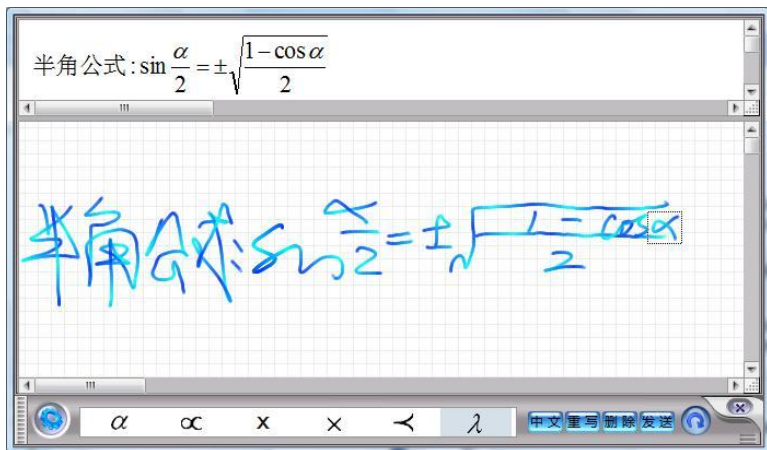 半角公式:sin α/2 = ±√((1−cos α)/2)
半角公式:sin α/2 = ±√((1−cosα)/2)
α ∝ x × ≺ λ 中文 重写 删除 发送